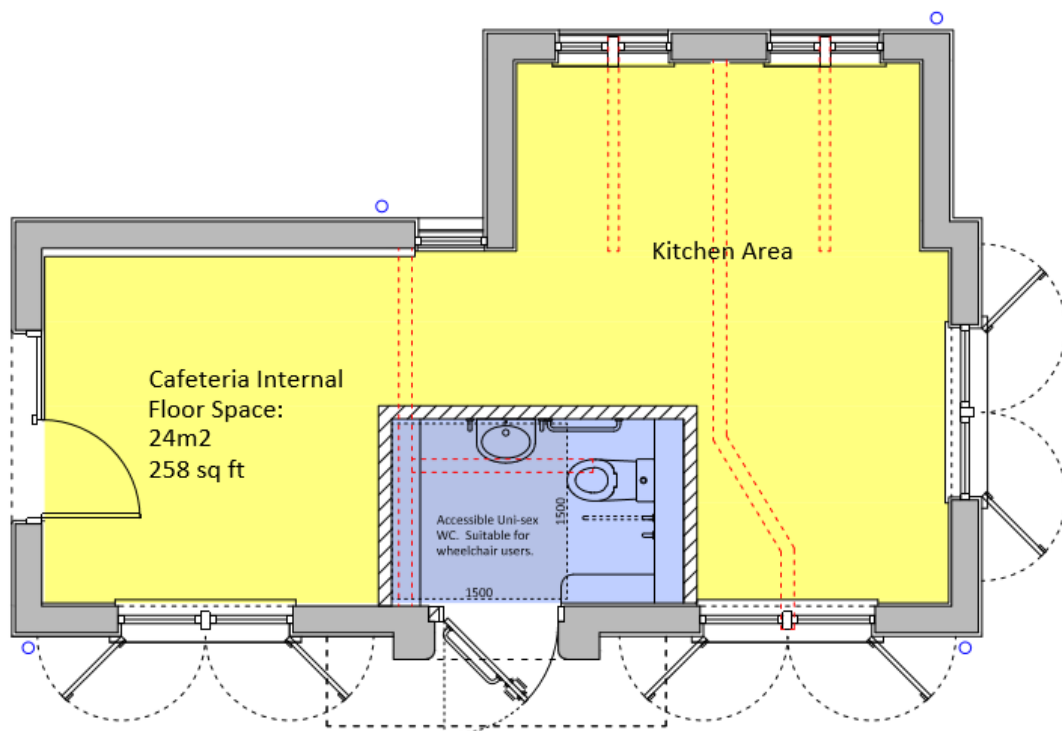 Kitchen Area
Cafeteria Internal
Floor Space:
24m2
258 sq ft
Accessible Uni-sex
WC.  Suitable for
wheelchair users.
1500
1500